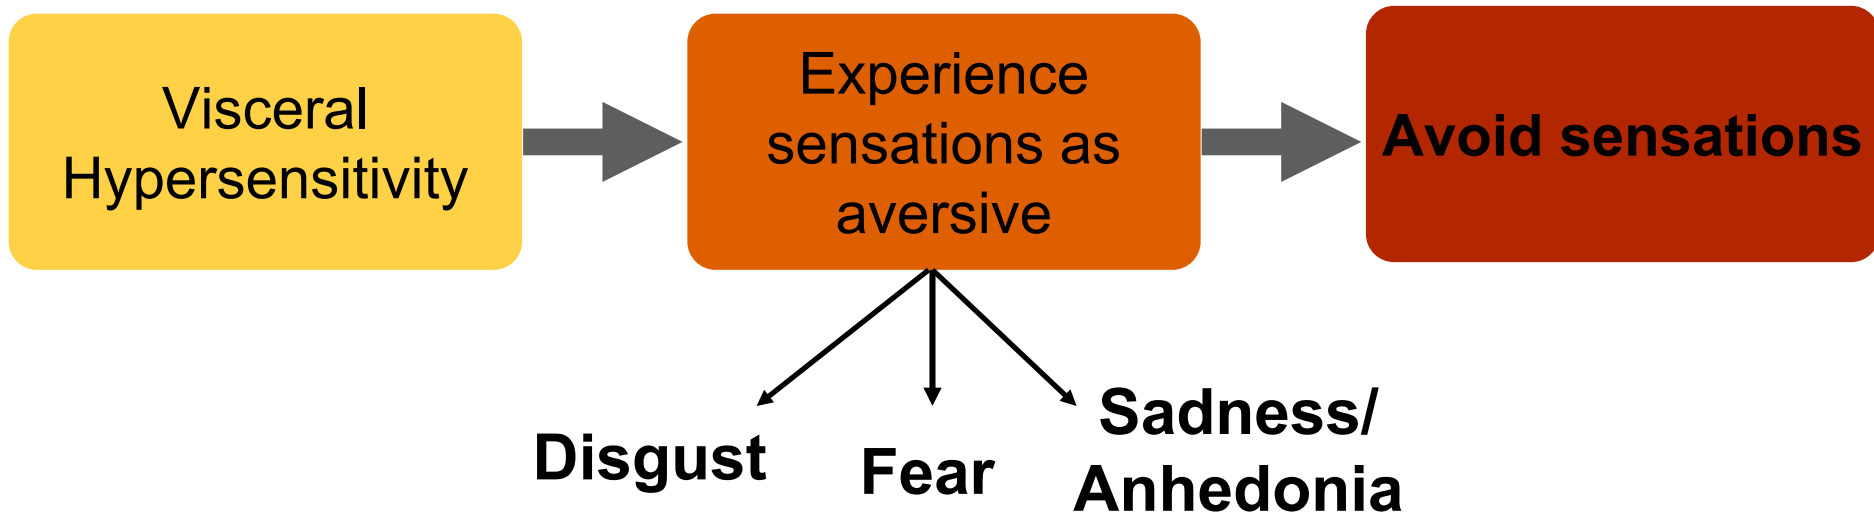 Visceral
Hypersensitivity
Experience
sensations as
aversive
Avoid sensations
Disgust
Fear
Sadness/
Anhedonia